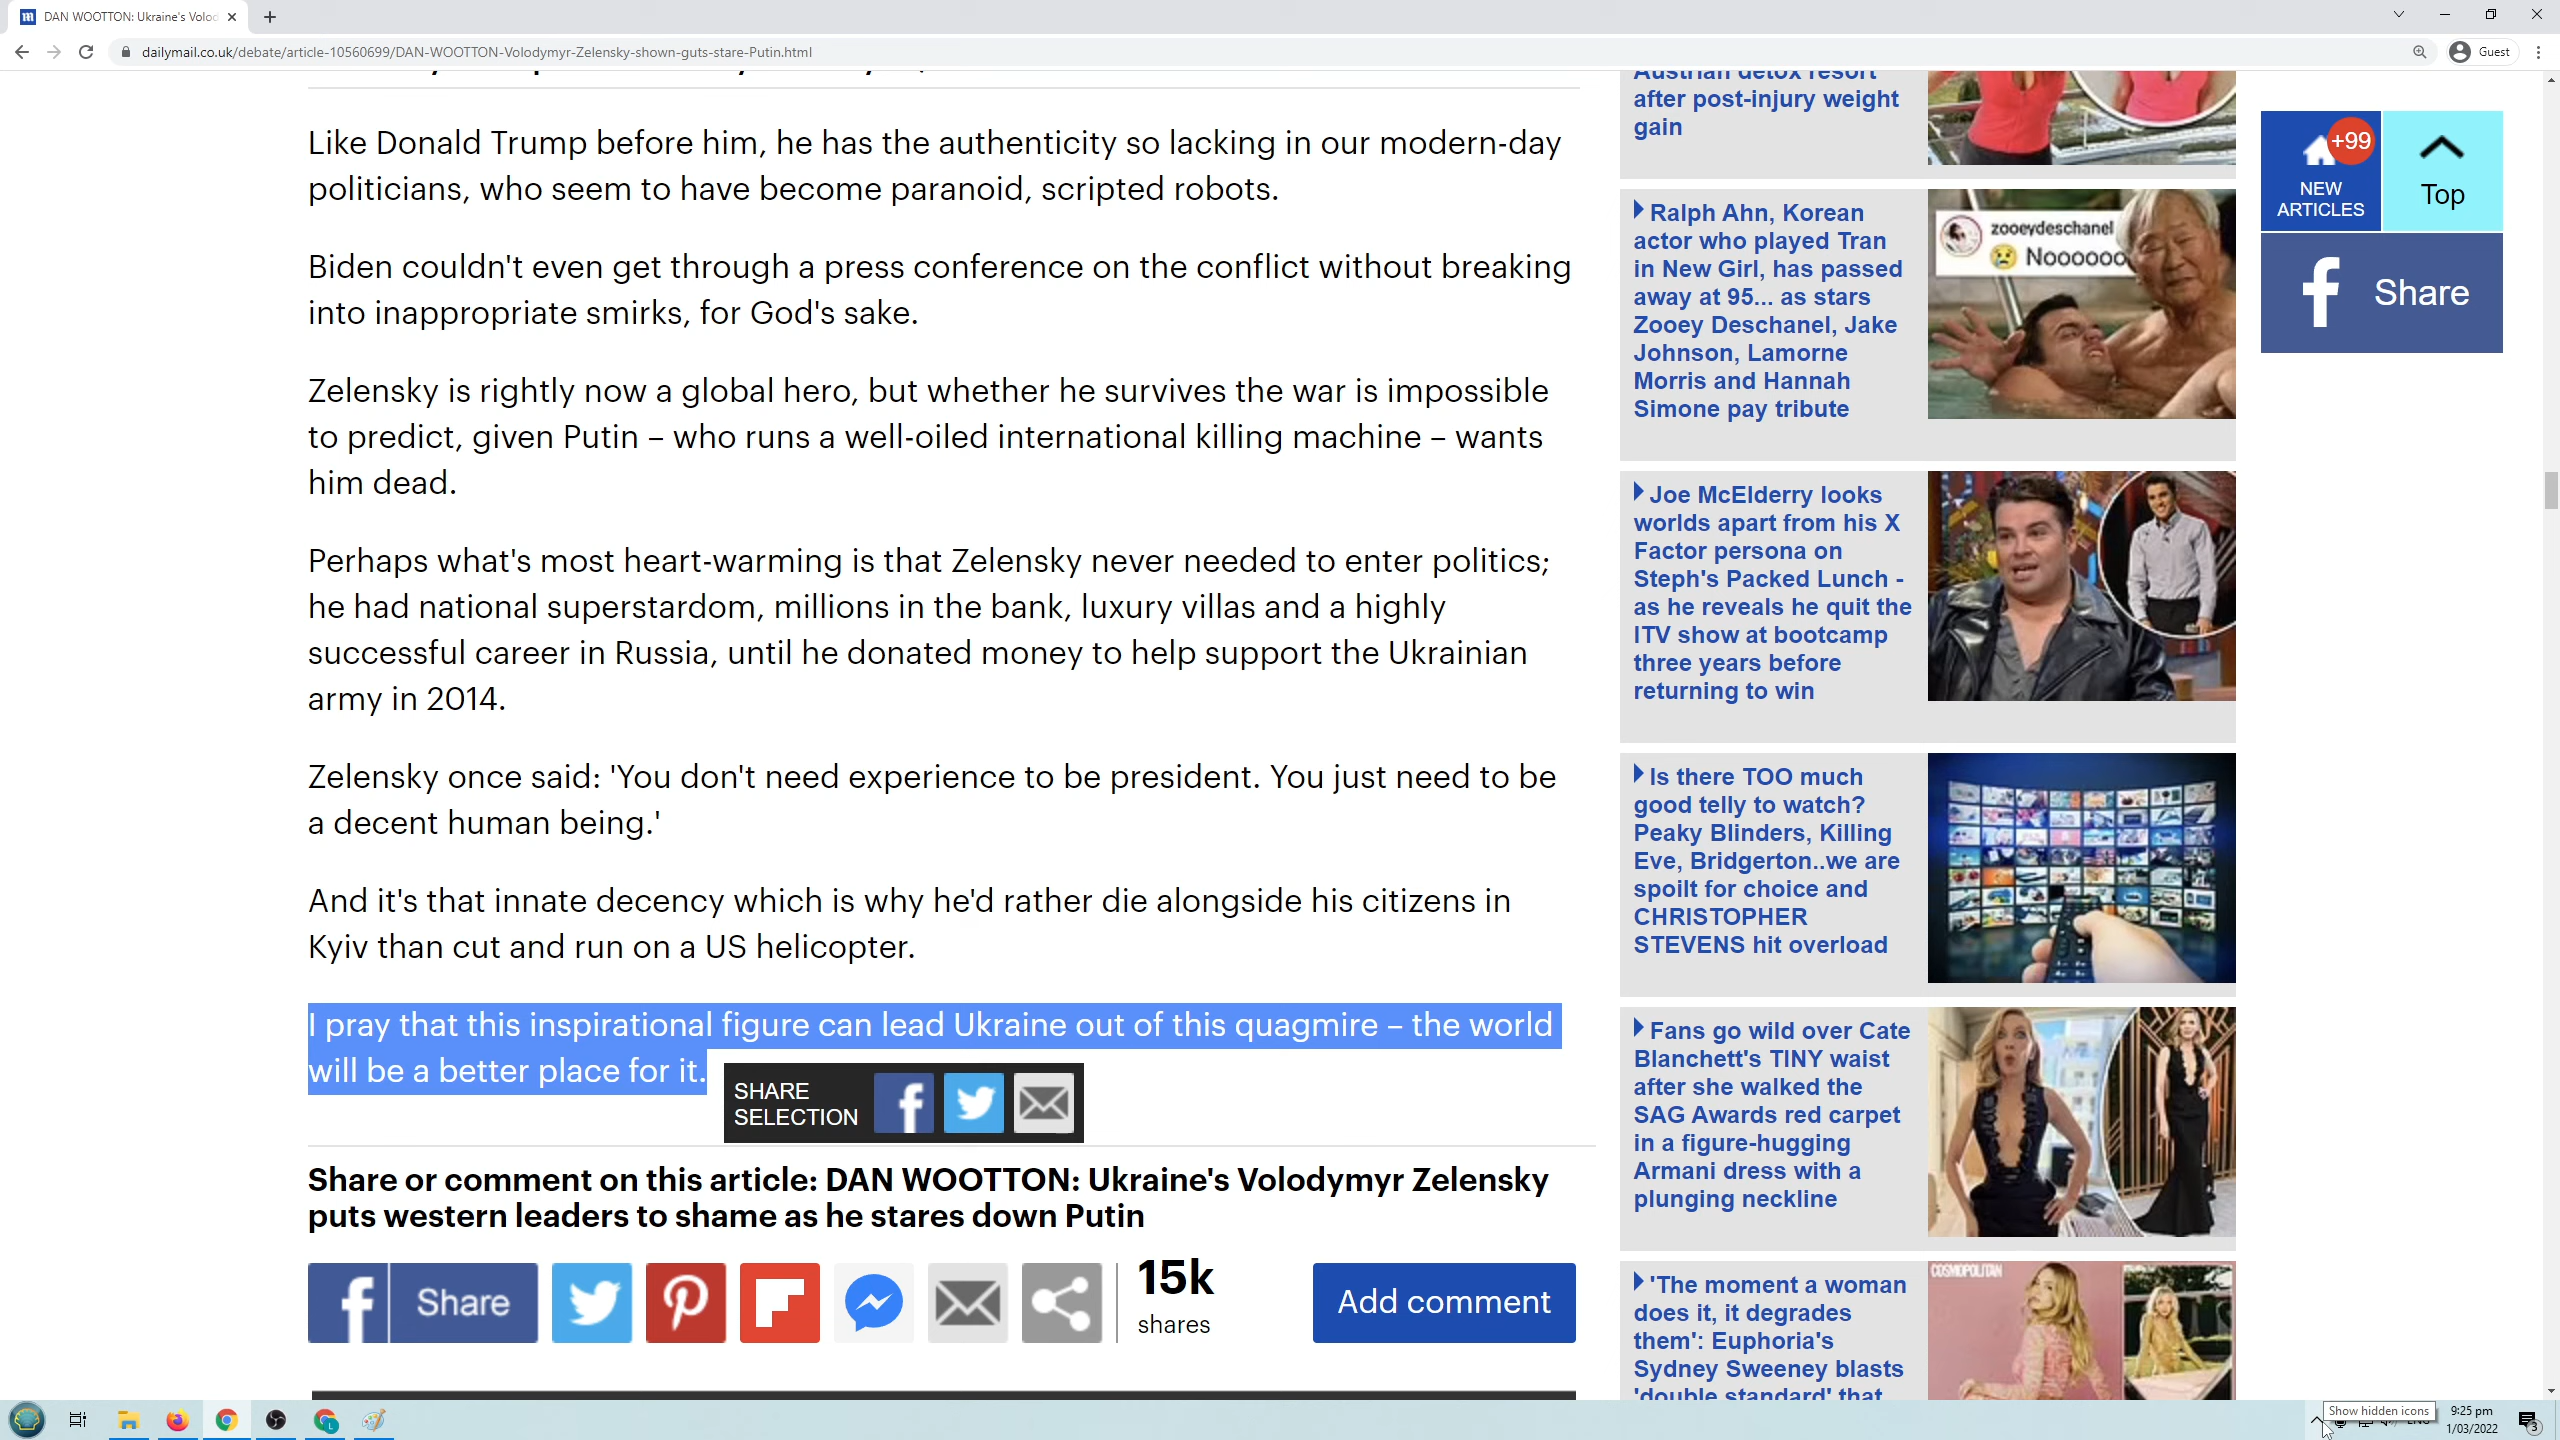 DAN WOOTTON: Ukraine's Volod
dailymail.co.uk/debate/article-10560699/DAN-WOOTTON-Volodymyr-Zelensky-shown-guts-stare-Putin.html
Guest
Like Donald Trump before him, he has the authenticity so lacking in our modern-day
politicians, who seem to have become paranoid, scripted robots.
Biden couldn't even get through a press conference on the conflict without breaking
into inappropriate smirks, for God's sake.
Zelensky is rightly now a global hero, but whether he survives the war is impossible
to predict, given Putin – who runs a well-oiled international killing machine – wants
him dead.
Perhaps what's most heart-warming is that Zelensky never needed to enter politics;
he had national superstardom, millions in the bank, luxury villas and a highly
successful career in Russia, until he donated money to help support the Ukrainian
army in 2014.
Zelensky once said: 'You don't need experience to be president. You just need to be
a decent human being.'
And it's that innate decency which is why he'd rather die alongside his citizens in
Kyiv than cut and run on a US helicopter.
I pray that this inspirational figure can lead Ukraine out of this quagmire – the world
will be a better place for it.
SHARE
SELECTION
Share or comment on this article: DAN WOOTTON: Ukraine's Volodymyr Zelensky
puts western leaders to shame as he stares down Putin
Share
15k
shares
Add comment
Austrian detox resort
after post-injury weight
gain
Ralph Ahn, Korean
actor who played Tran
in New Girl, has passed
away at 95... as stars
Zooey Deschanel, Jake
Johnson, Lamorne
Morris and Hannah
Simone pay tribute
zooeydeschanel
Noooooo
Joe McElderry looks
worlds apart from his X
Factor persona on
Steph's Packed Lunch -
as he reveals he quit the
ITV show at bootcamp
three years before
returning to win
Is there TOO much
good telly to watch?
Peaky Blinders, Killing
Eve, Bridgerton..we are
spoilt for choice and
CHRISTOPHER
STEVENS hit overload
Fans go wild over Cate
Blanchett's TINY waist
after she walked the
SAG Awards red carpet
in a figure-hugging
Armani dress with a
plunging neckline
'The moment a woman
does it, it degrades
them': Euphoria's
Sydney Sweeney blasts
'double standard' that
COSMOPOLITAN
+99
NEW
ARTICLES
Top
Share
Show hidden icons
ENG
9:25 pm
1/03/2022
3